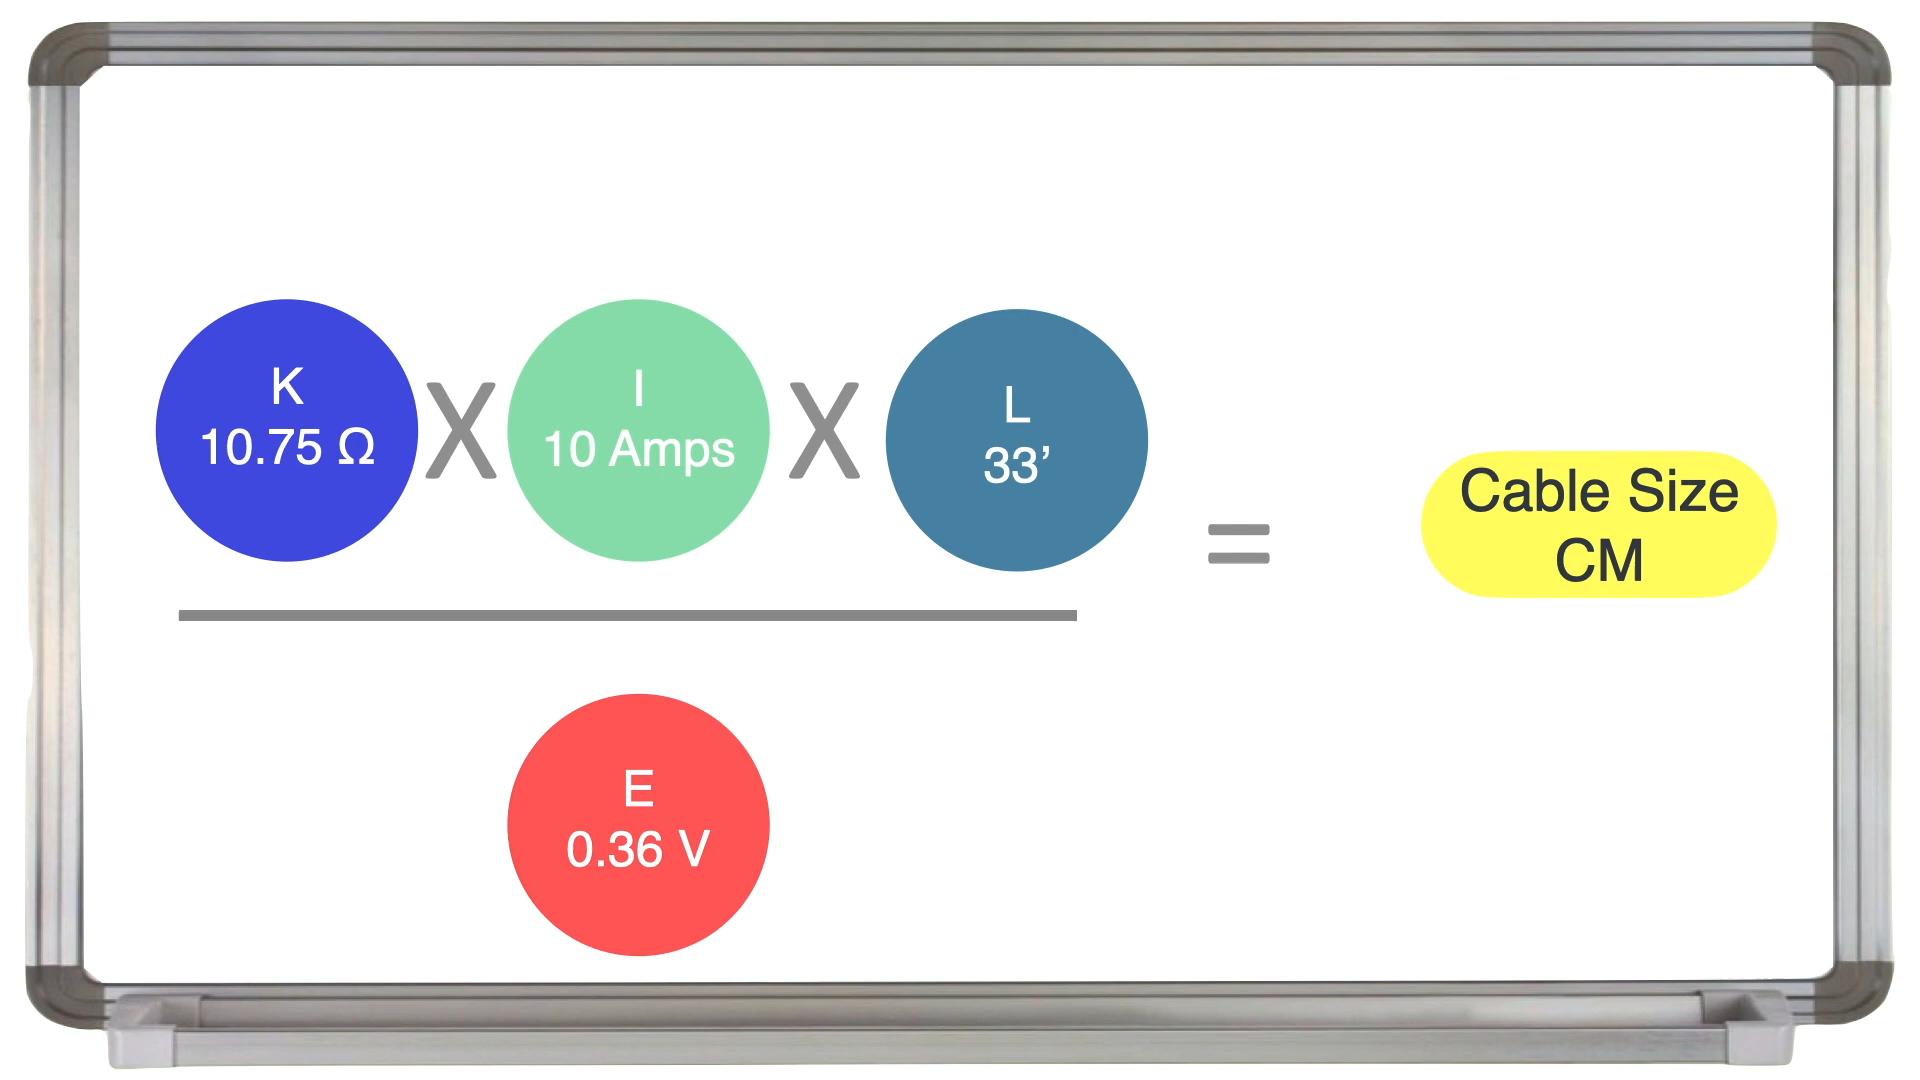 K
10.75 Ω
X
I
10 Amps
X
L
33’
=
Cable Size
CM
E
0.36 V